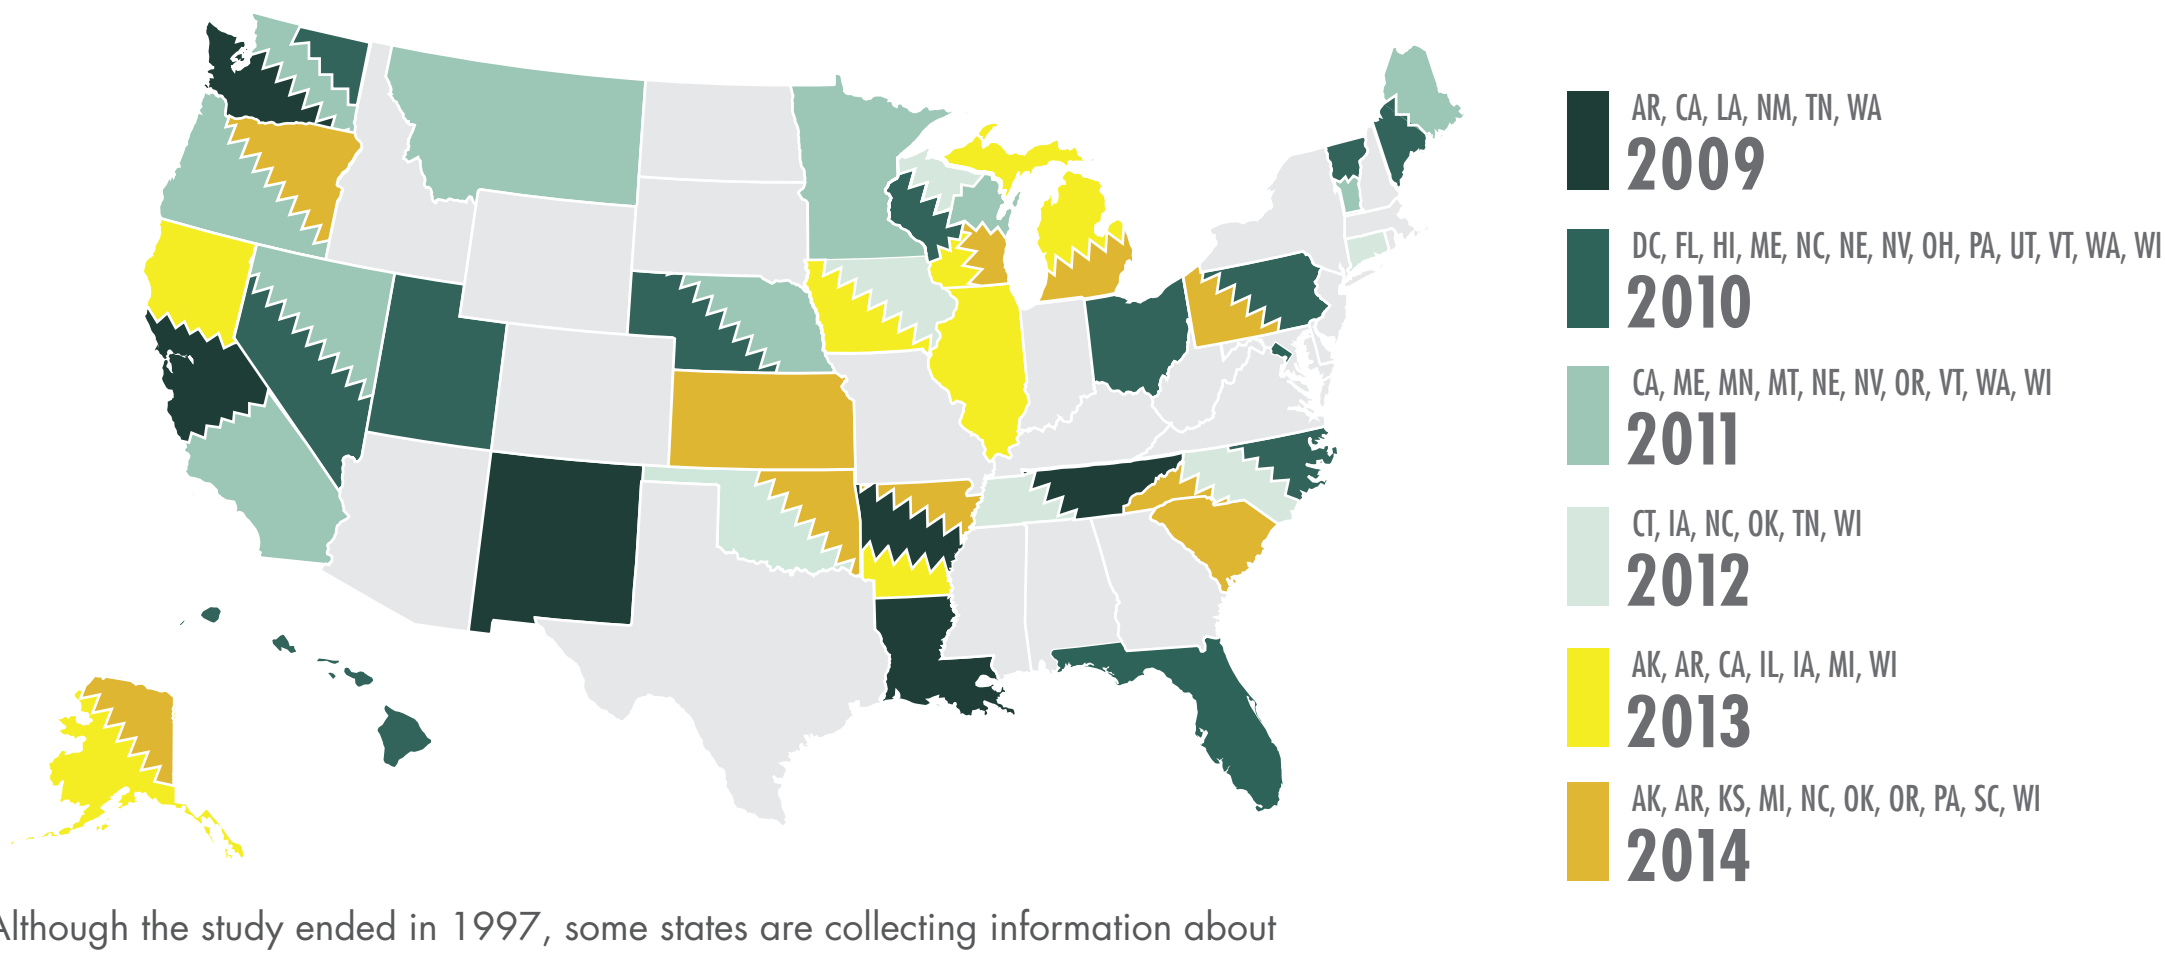 AR, CA, LA, NM, TN, WA
2009
DC, FL, HI, ME, NC, NE, NV, OH, PA, UT, VT, WA, WI
2010
CA, ME, MN, MT, NE, NV, OR, VT, WA, WI
2011
CT, IA, NC, OK, TN, WI
2012
AK, AR, CA, IL, IA, MI, WI
2013
AK, AR, KS, MI, NC, OK, OR, PA, SC, WI
2014
Although the study ended in 1997, some states are collecting information about